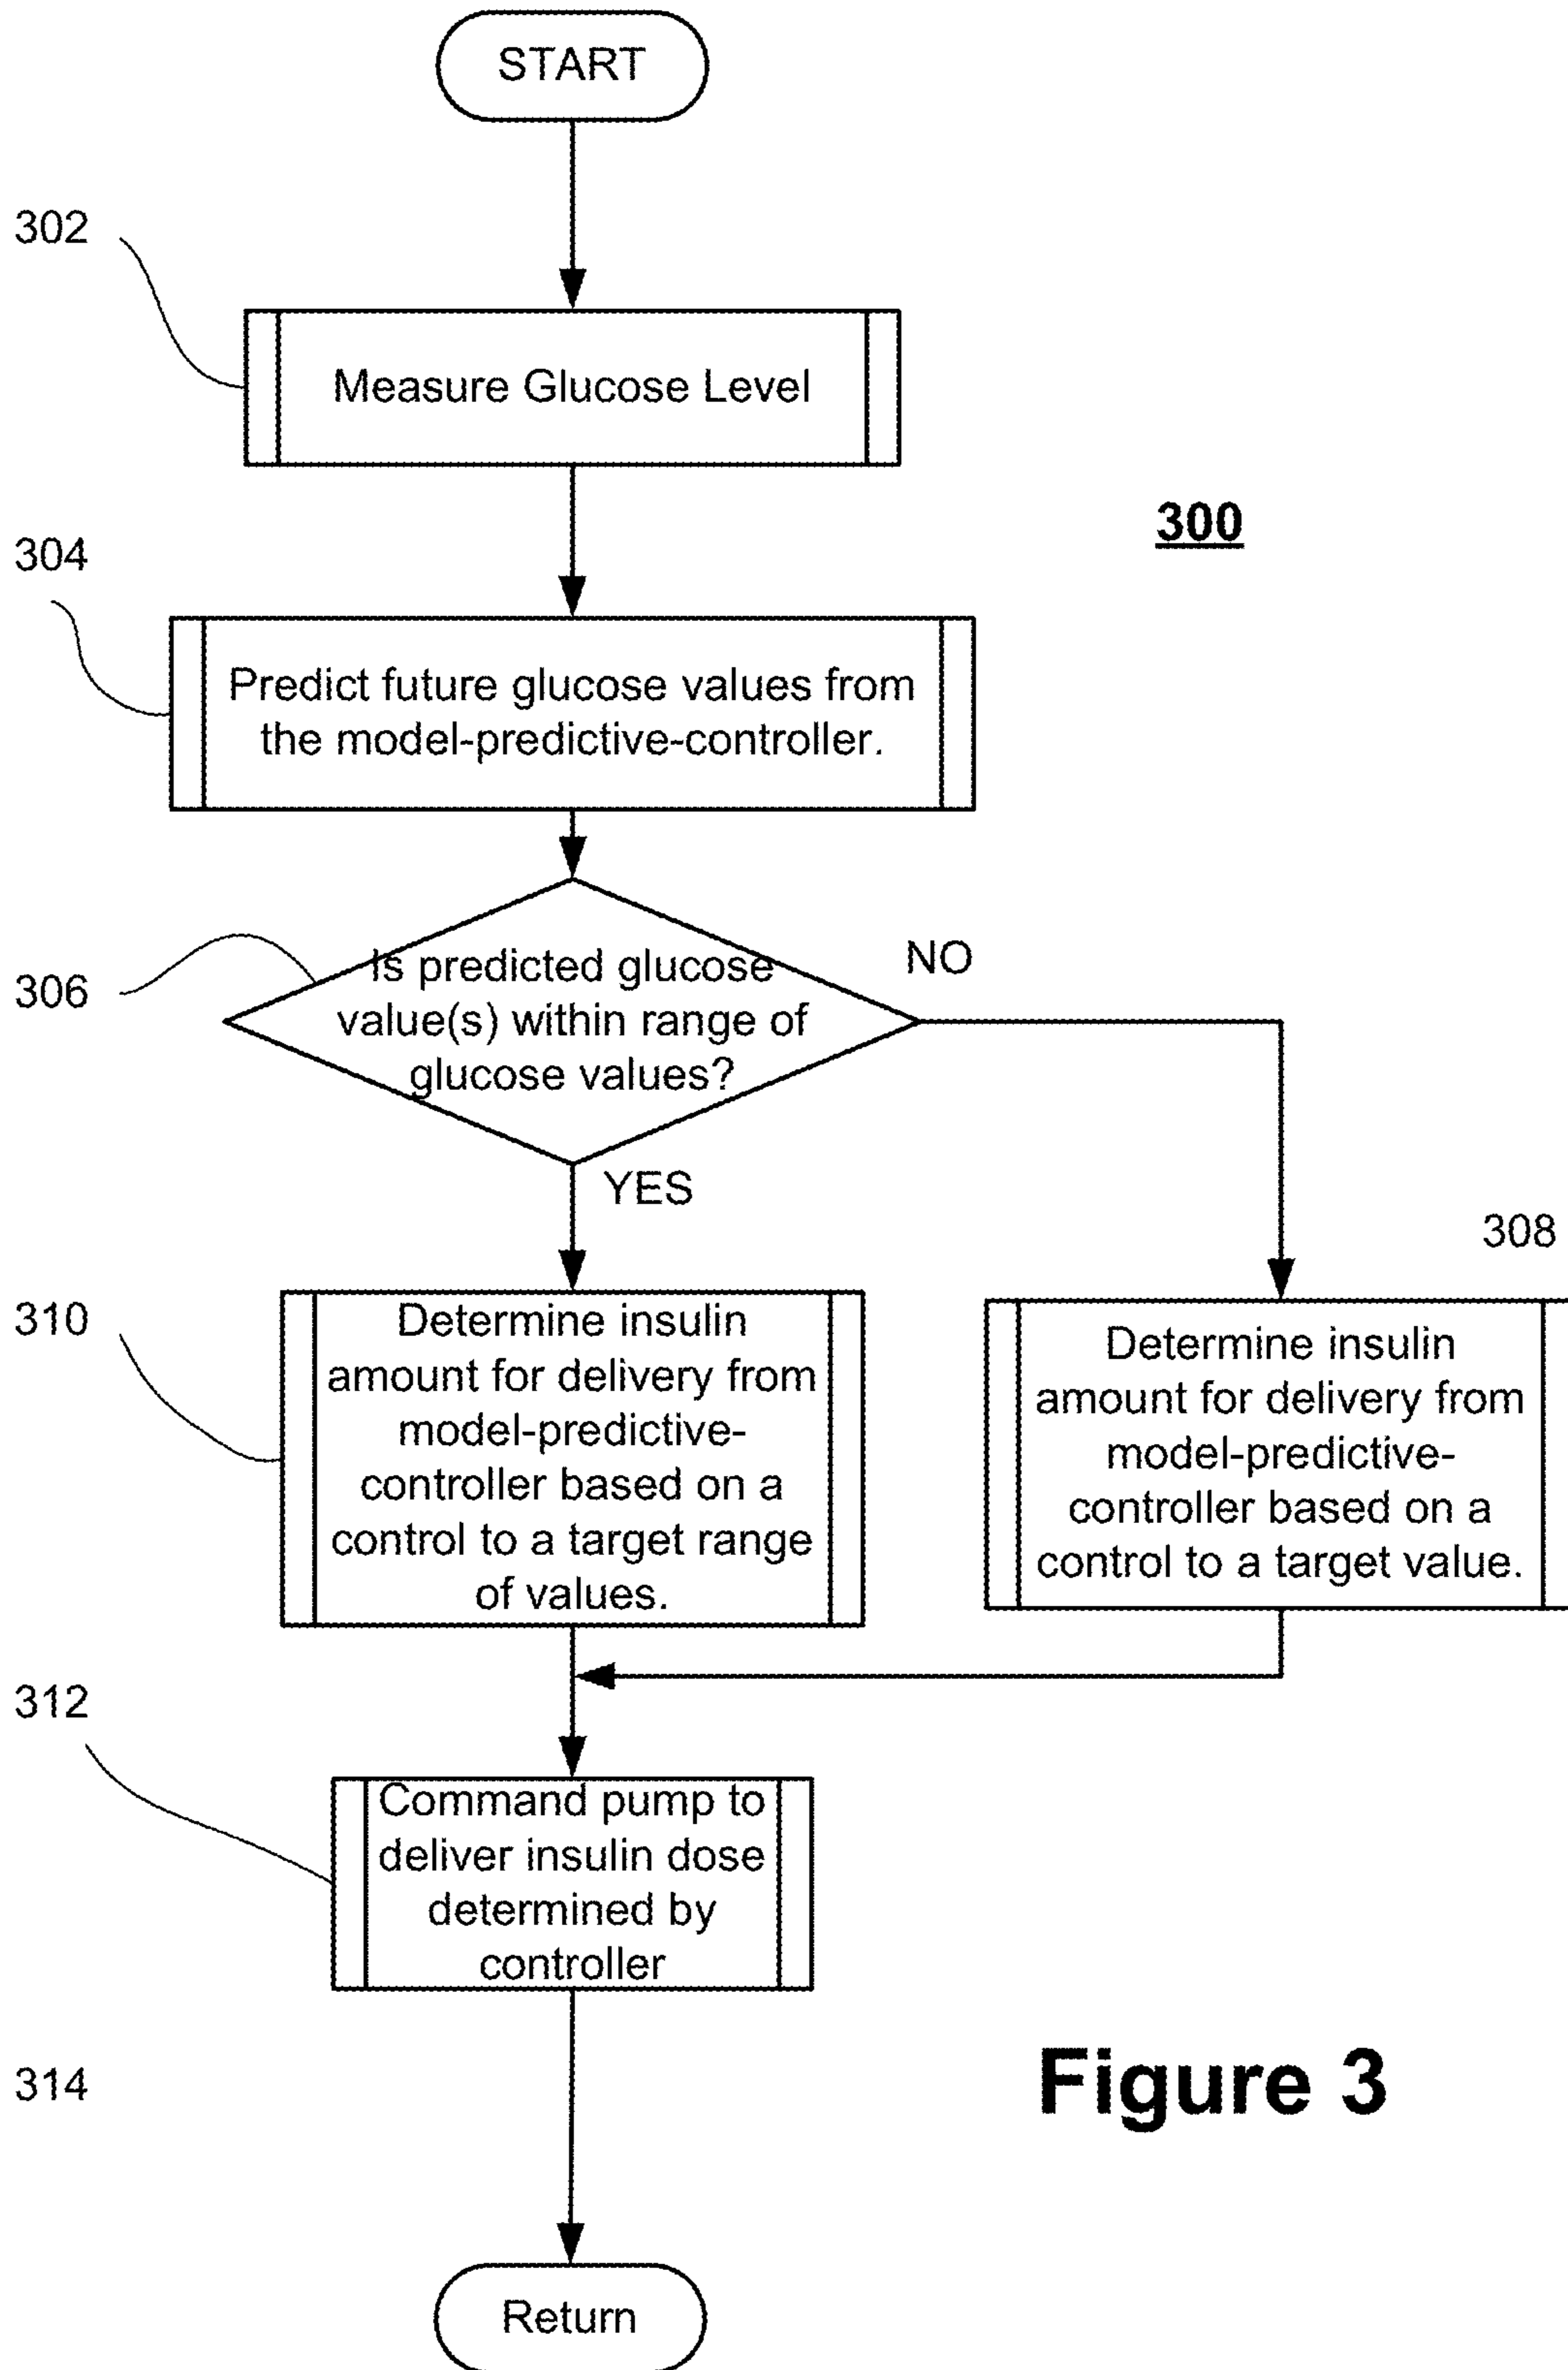 START
302
Measure Glucose Level
300
304
Predict future glucose values from
the model-predictive-controller.
306
Is predicted glucose
value(s) within range of
glucose values?
NO
YES
308
310
Determine insulin
amount for delivery from
model-predictive-
controller based on a
control to a target range
of values.
Determine insulin
amount for delivery from
model-predictive-
controller based on a
control to a target value.
312
Command pump to
deliver insulin dose
determined by
controller
314
Figure 3
Return